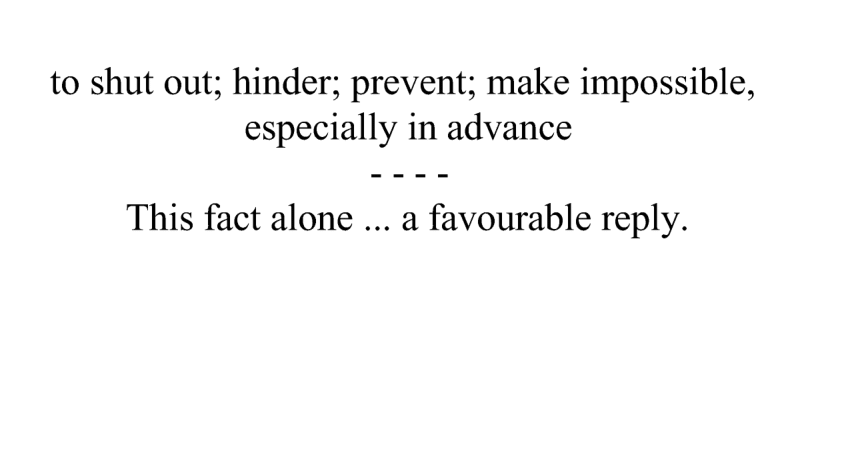 to shut out; hinder; prevent; make impossible,
especially in advance
- - - -
This fact alone ... a favourable reply.